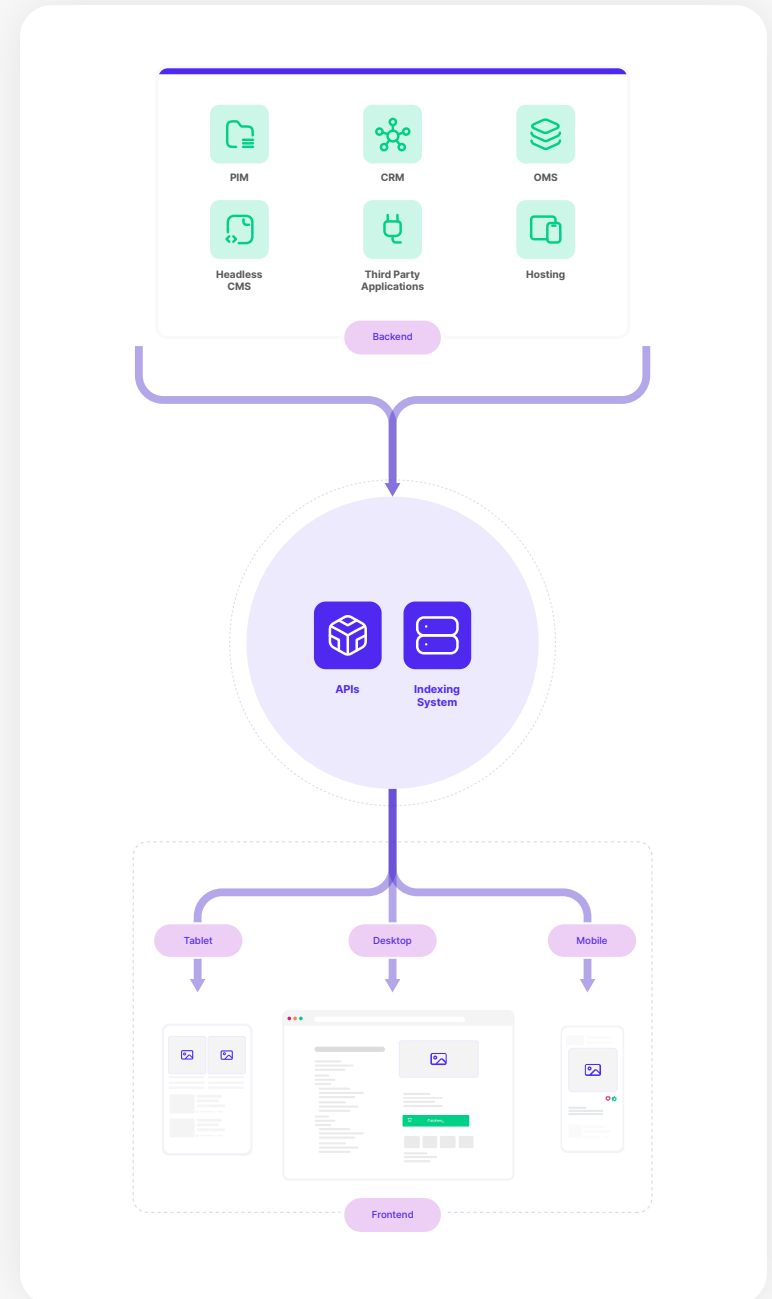 PIM
CRM
OMS
Headless
CMS
Third Party
Applications
Hosting
Backend
APIs
Indexing
System
Tablet
Desktop
Mobile
Frontend